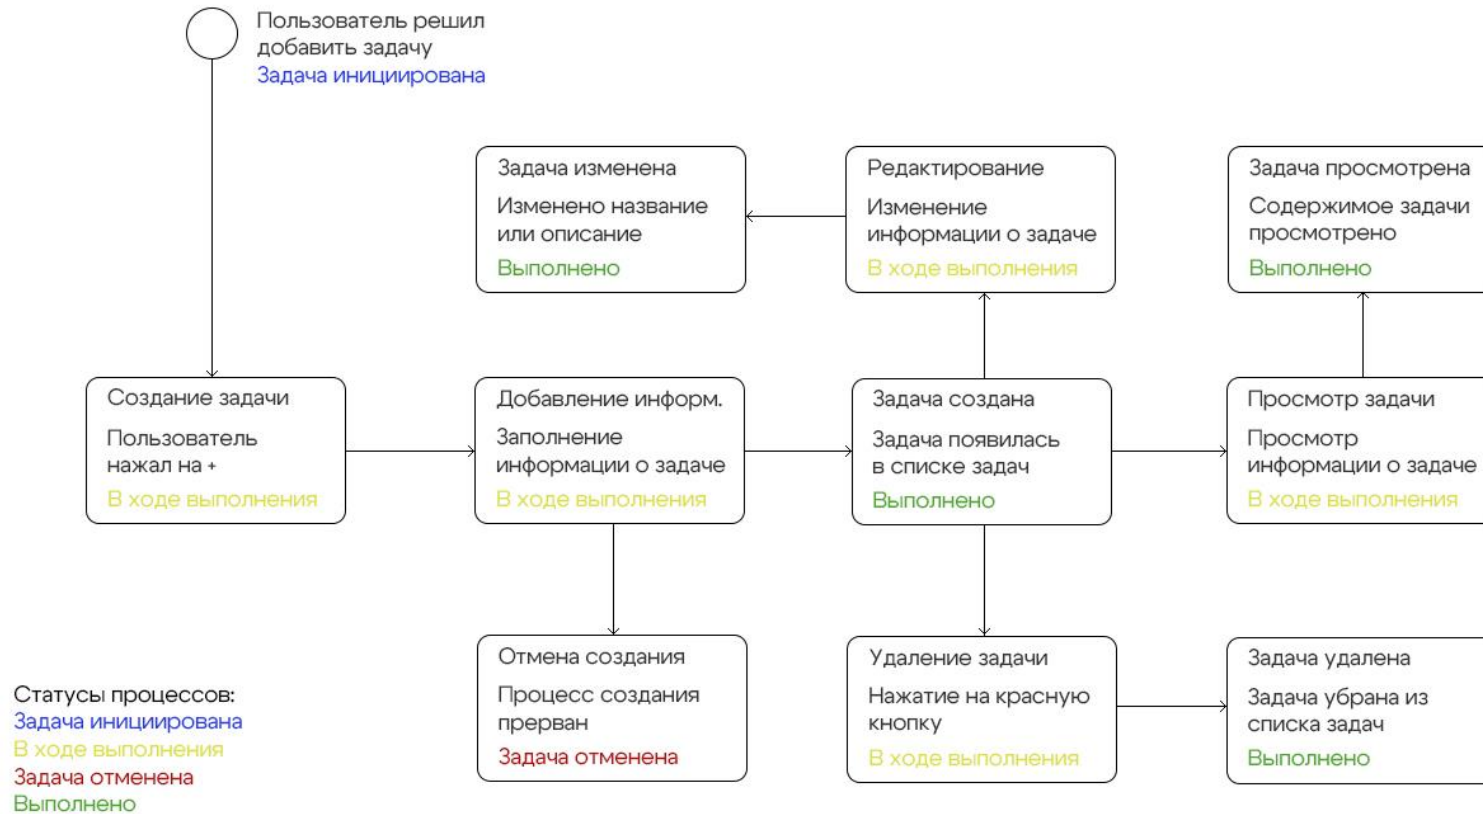 Пользователь решил
добавить задачу
Задача инициирована
Задача изменена
Изменено название
или описание
Выполнено
Редактирование
Изменение
информации о задаче
В ходе выполнения
Задача просмотрена
Содержимое задачи
просмотрено
Выполнено
Создание задачи
Пользователь
нажал на +
В ходе выполнения
Добавление информ.
Заполнение
информации о задаче
В ходе выполнения
Задача создана
Задача появилась
в списке задач
Выполнено
Просмотр задачи
Просмотр
информации о задаче
В ходе выполнения
Отмена создания
Процесс создания
прерван
Задача отменена
Удаление задачи
Нажатие на красную
кнопку
В ходе выполнения
Задача удалена
Задача убрана из
списка задач
Выполнено
Статусы процессов:
Задача инициирована
В ходе выполнения
Задача отменена
Выполнено